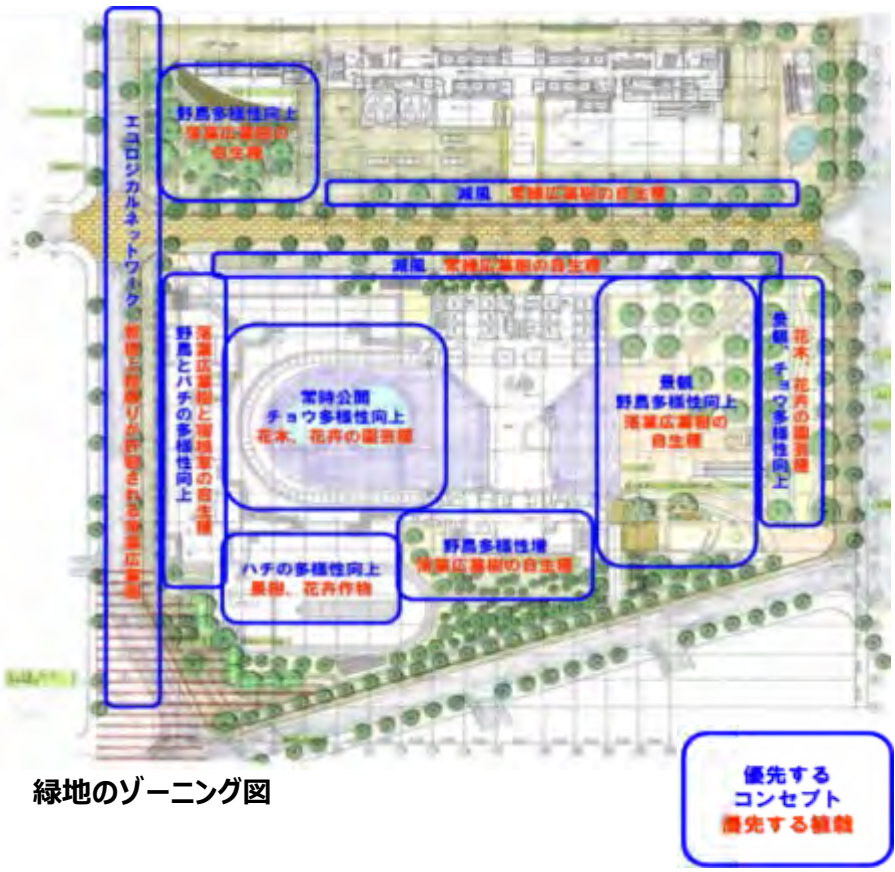 野鳥多様性向上
落葉広葉樹の
自生種
エコロジカルネットワーク
減風 常緑広葉樹の自生種
減風 常緑広葉樹の自生種
野鳥とハチの多様性向上
落葉広葉樹と宿根草の自生種
常時公開
チョウ多様性向上
花木、花卉の園芸種
景観
野鳥多様性向上
落葉広葉樹の
自生種
景観、チョウ多様性向上
花木、花卉の園芸種
ハチの多様性向上
果樹、花卉作物
野鳥多様性増
落葉広葉樹の自生種
緑地のゾーニング図
優先する
コンセプト
優先する植栽